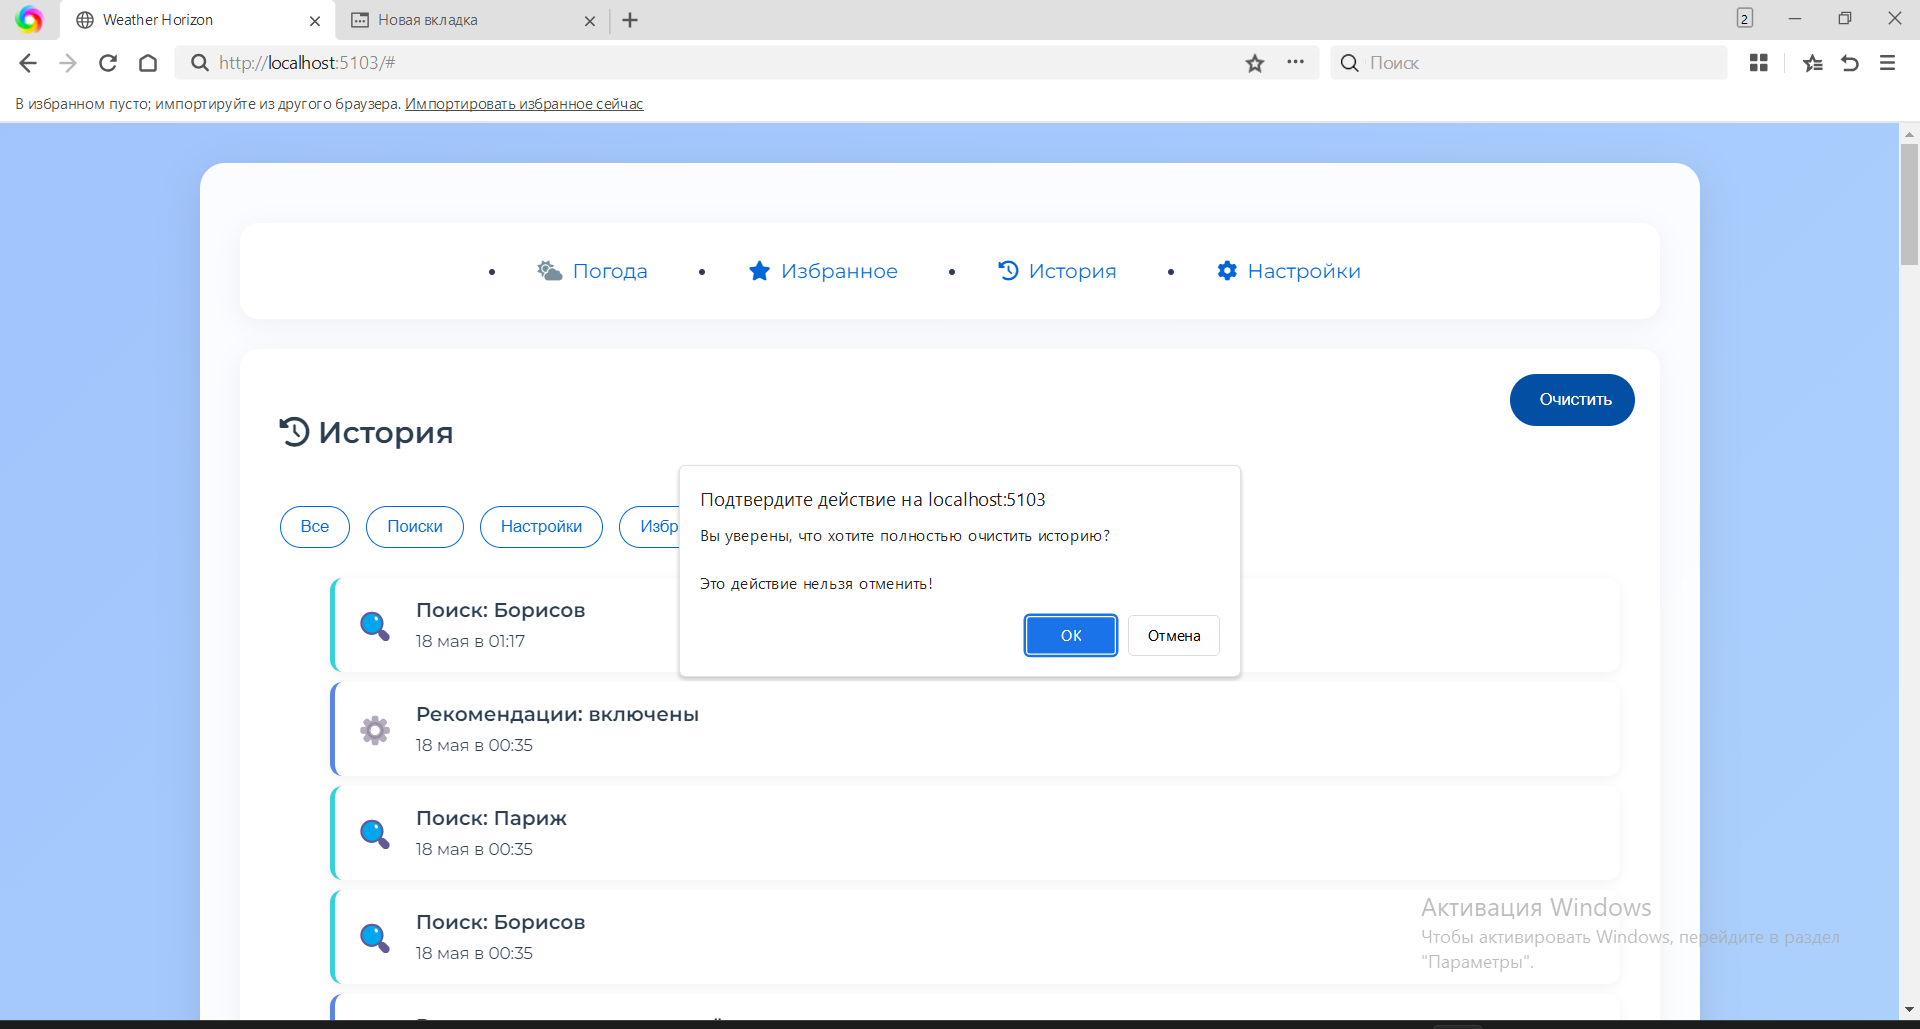 Weather Horizon
Новая вкладка
2
http://localhost:5103/#
Поиск
В избранном пусто; импортируйте из другого браузера. Импортировать избранное сейчас
• Погода • Избранное • История • Настройки
Очистить
История
Все Поиски Настройки Избр
Подтвердите действие на localhost:5103
Вы уверены, что хотите полностью очистить историю?
Это действие нельзя отменить!
ОК Отмена
Поиск: Борисов
18 мая в 01:17
Рекомендации: включены
18 мая в 00:35
Поиск: Париж
18 мая в 00:35
Поиск: Борисов
18 мая в 00:35
Активация Windows
Чтобы активировать Windows, перейдите в раздел
"Параметры".